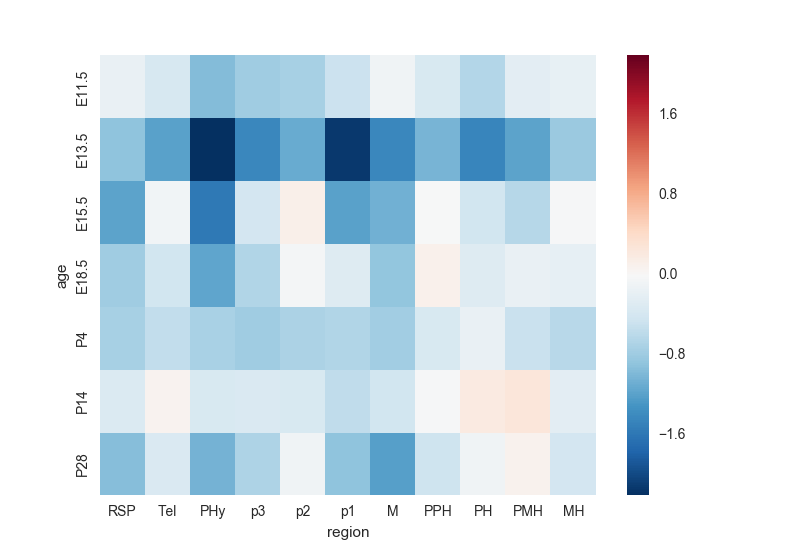 E11.5
E13.5
E15.5
E18.5
P4
P14
P28
age
RSP Tel PHy p3 p2 p1 M PPH PH PMH MH
region
1.6
0.8
0.0
−0.8
−1.6